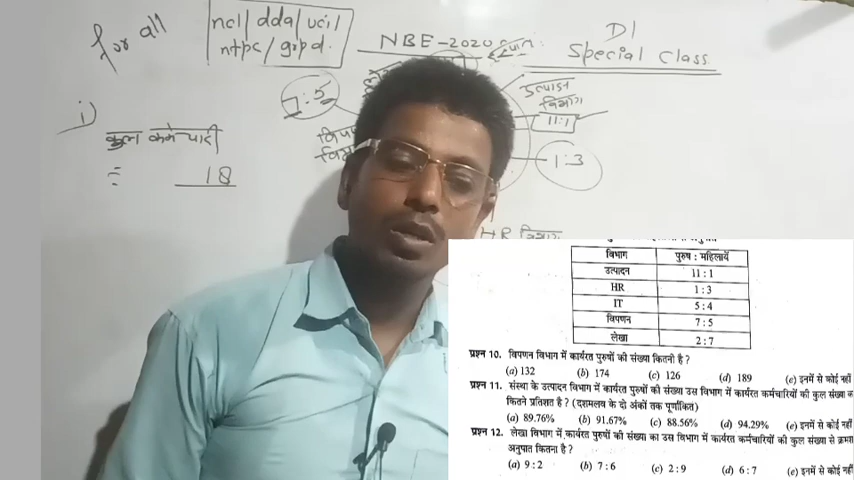 for all
ncl / dda / uci /
ntpc / grp d.
NBE-2020
DI
Special Class
7:5
उत्पादन
विभाग
11:1
1:3
i)
कुल कर्मचारी
= 18
HR विभाग
विभाग पुरुष : महिलायें
उत्पादन 11 : 1
HR 1 : 3
IT 5 : 4
विपणन 7 : 5
लेखा 2 : 7
प्रश्न 10. विपणन विभाग में कार्यरत पुरुषों की संख्या कितनी है ?
(a) 132 (b) 174 (c) 126 (d) 189 (e) इनमें से कोई नहीं
प्रश्न 11. संस्था के उत्पादन विभाग में कार्यरत पुरुषों की संख्या उस विभाग में कार्यरत कर्मचारियों की कुल संख्या का
कितने प्रतिशत है ? (दशमलव के दो अंकों तक पूर्णांकित)
(a) 89.76% (b) 91.67% (c) 88.56% (d) 94.29% (e) इनमें से कोई नहीं
प्रश्न 12. लेखा विभाग में कार्यरत पुरुषों की संख्या का उस विभाग में कार्यरत कर्मचारियों की कुल संख्या से क्रमश
अनुपात कितना है ?
(a) 9 : 2 (b) 7 : 6 (c) 2 : 9 (d) 6 : 7 (e) इनमें से कोई नहीं